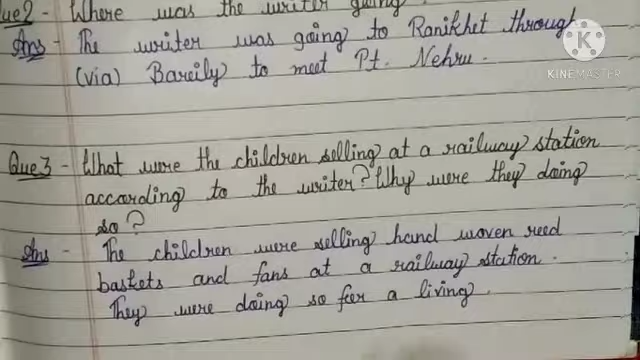 Que2 - Where was the writer going
Ans - The writer was going to Ranikhet through
(via) Bareily to meet Pt. Nehru.
KINEMASTER
Que3 - What were the children selling at a railway station
according to the writer? Why were they doing
so?
Ans - The children were selling hand woven reed
baskets and fans at a railway station.
They were doing so for a living.